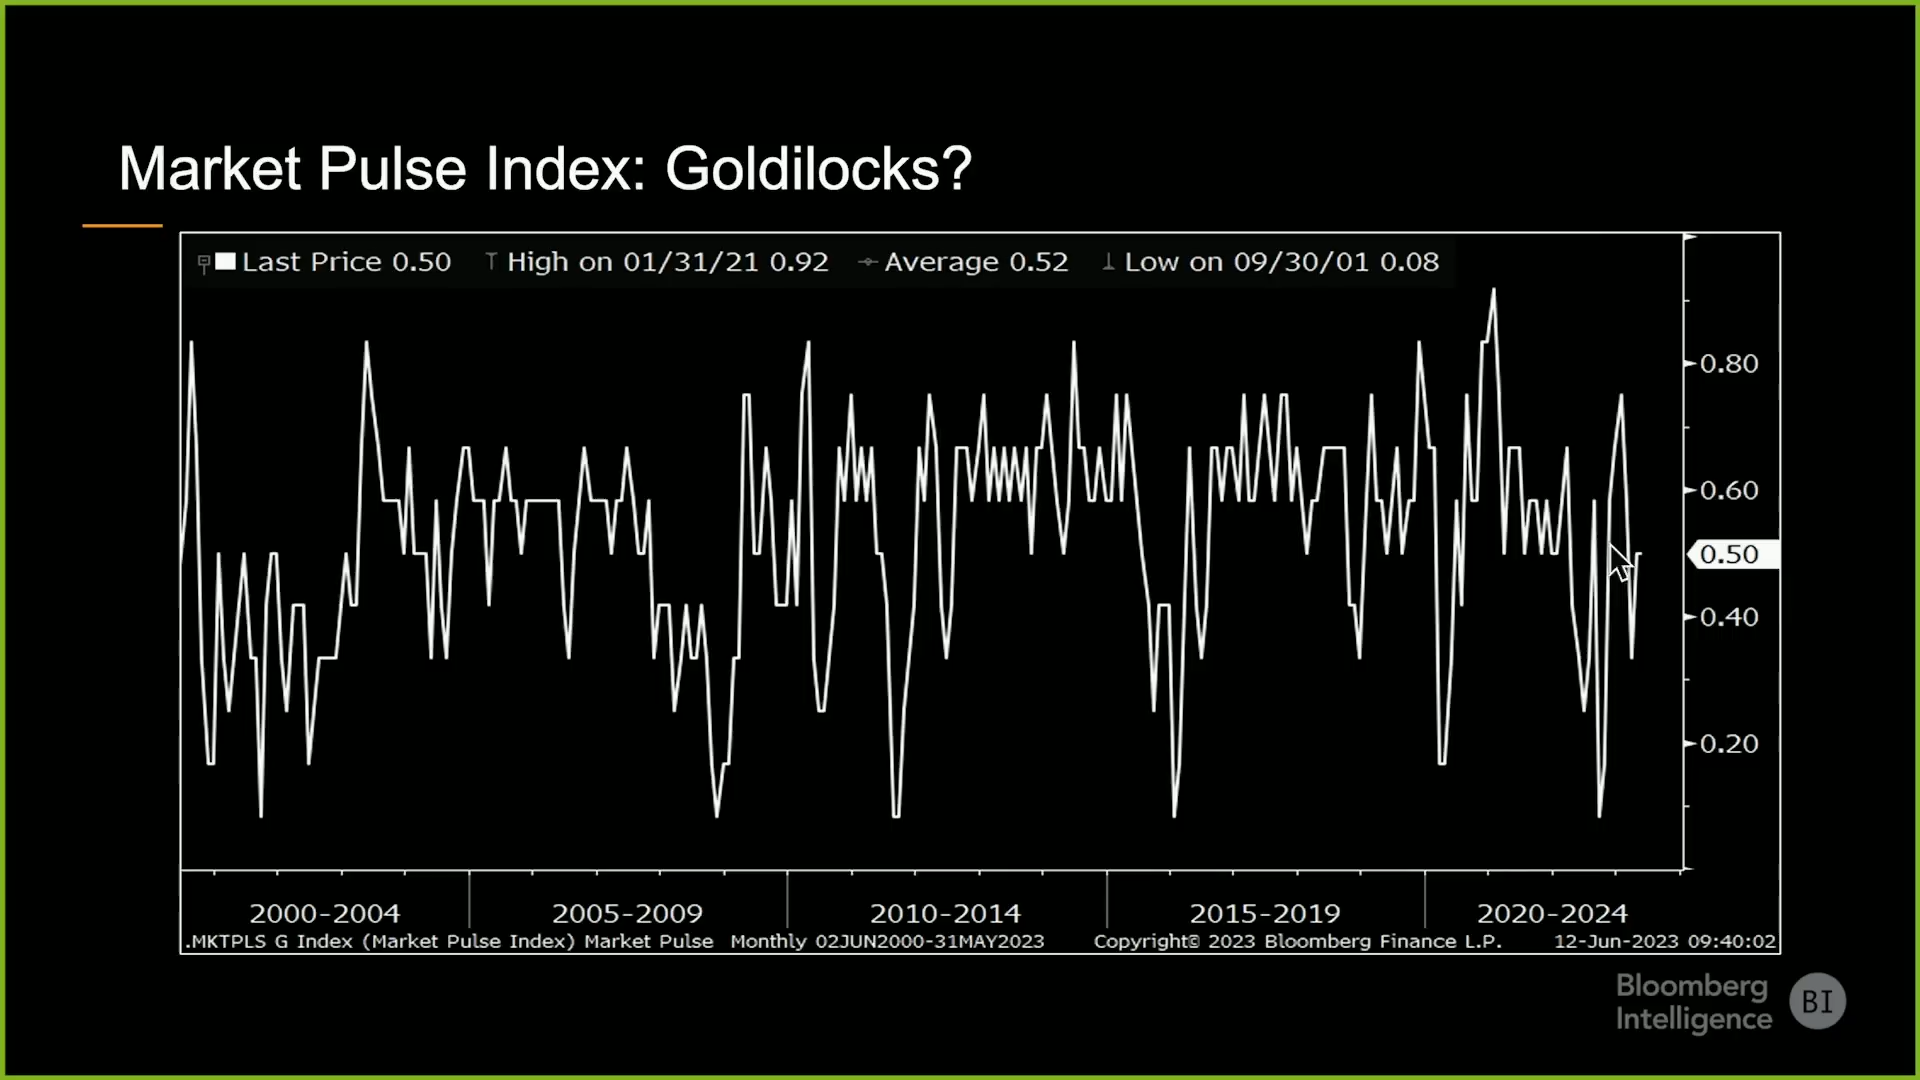 Market Pulse Index: Goldilocks?
Last Price 0.50 High on 01/31/21 0.92 Average 0.52 Low on 09/30/01 0.08
0.80
0.60
0.50
0.40
0.20
2000-2004 2005-2009 2010-2014 2015-2019 2020-2024
.MKTPLS G Index (Market Pulse Index) Market Pulse Monthly 02JUN2000-31MAY2023 Copyright© 2023 Bloomberg Finance L.P. 12-Jun-2023 09:40:02
Bloomberg
Intelligence
BI